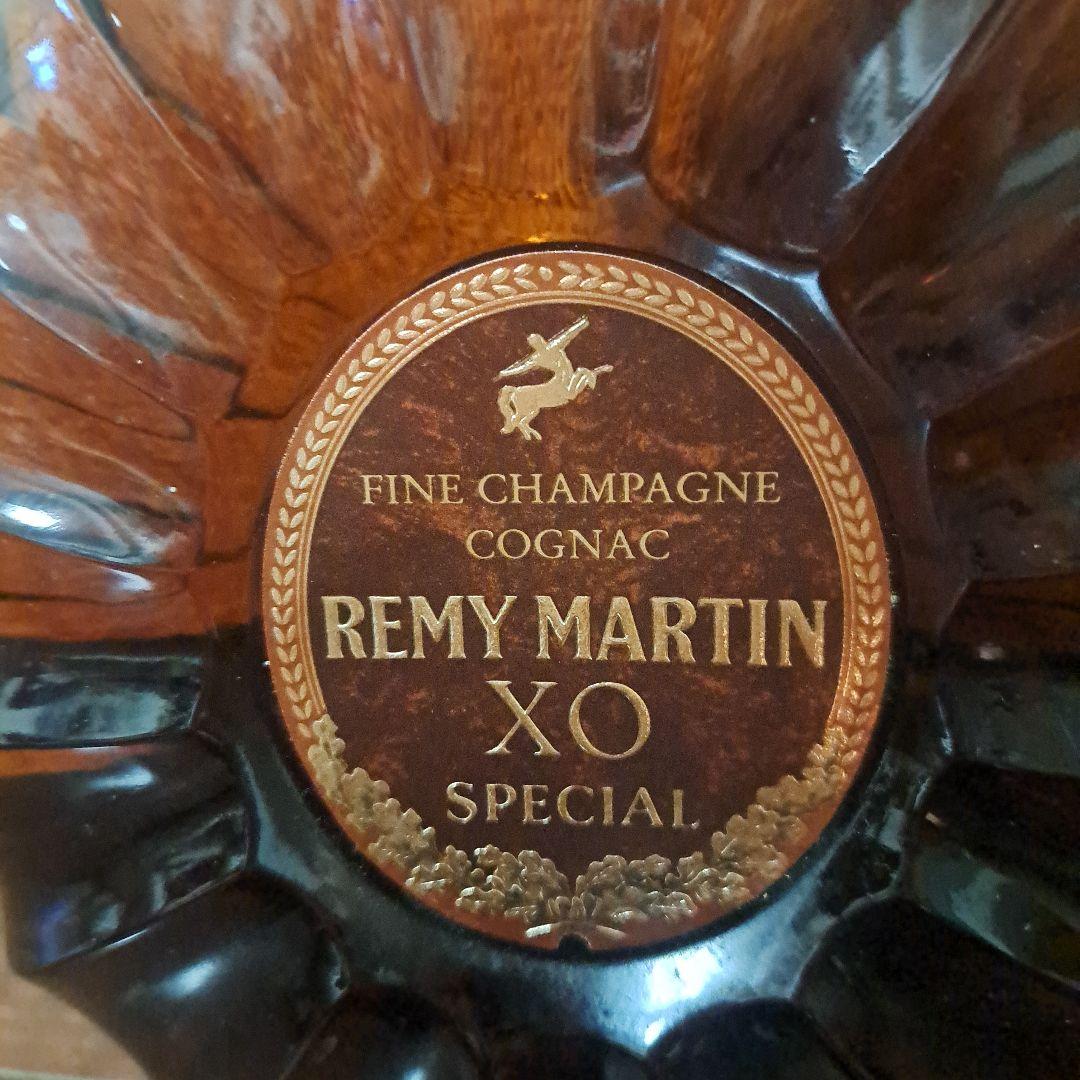 FINE CHAMPAGNE
COGNAC
REMY MARTIN
XO
SPECIAL